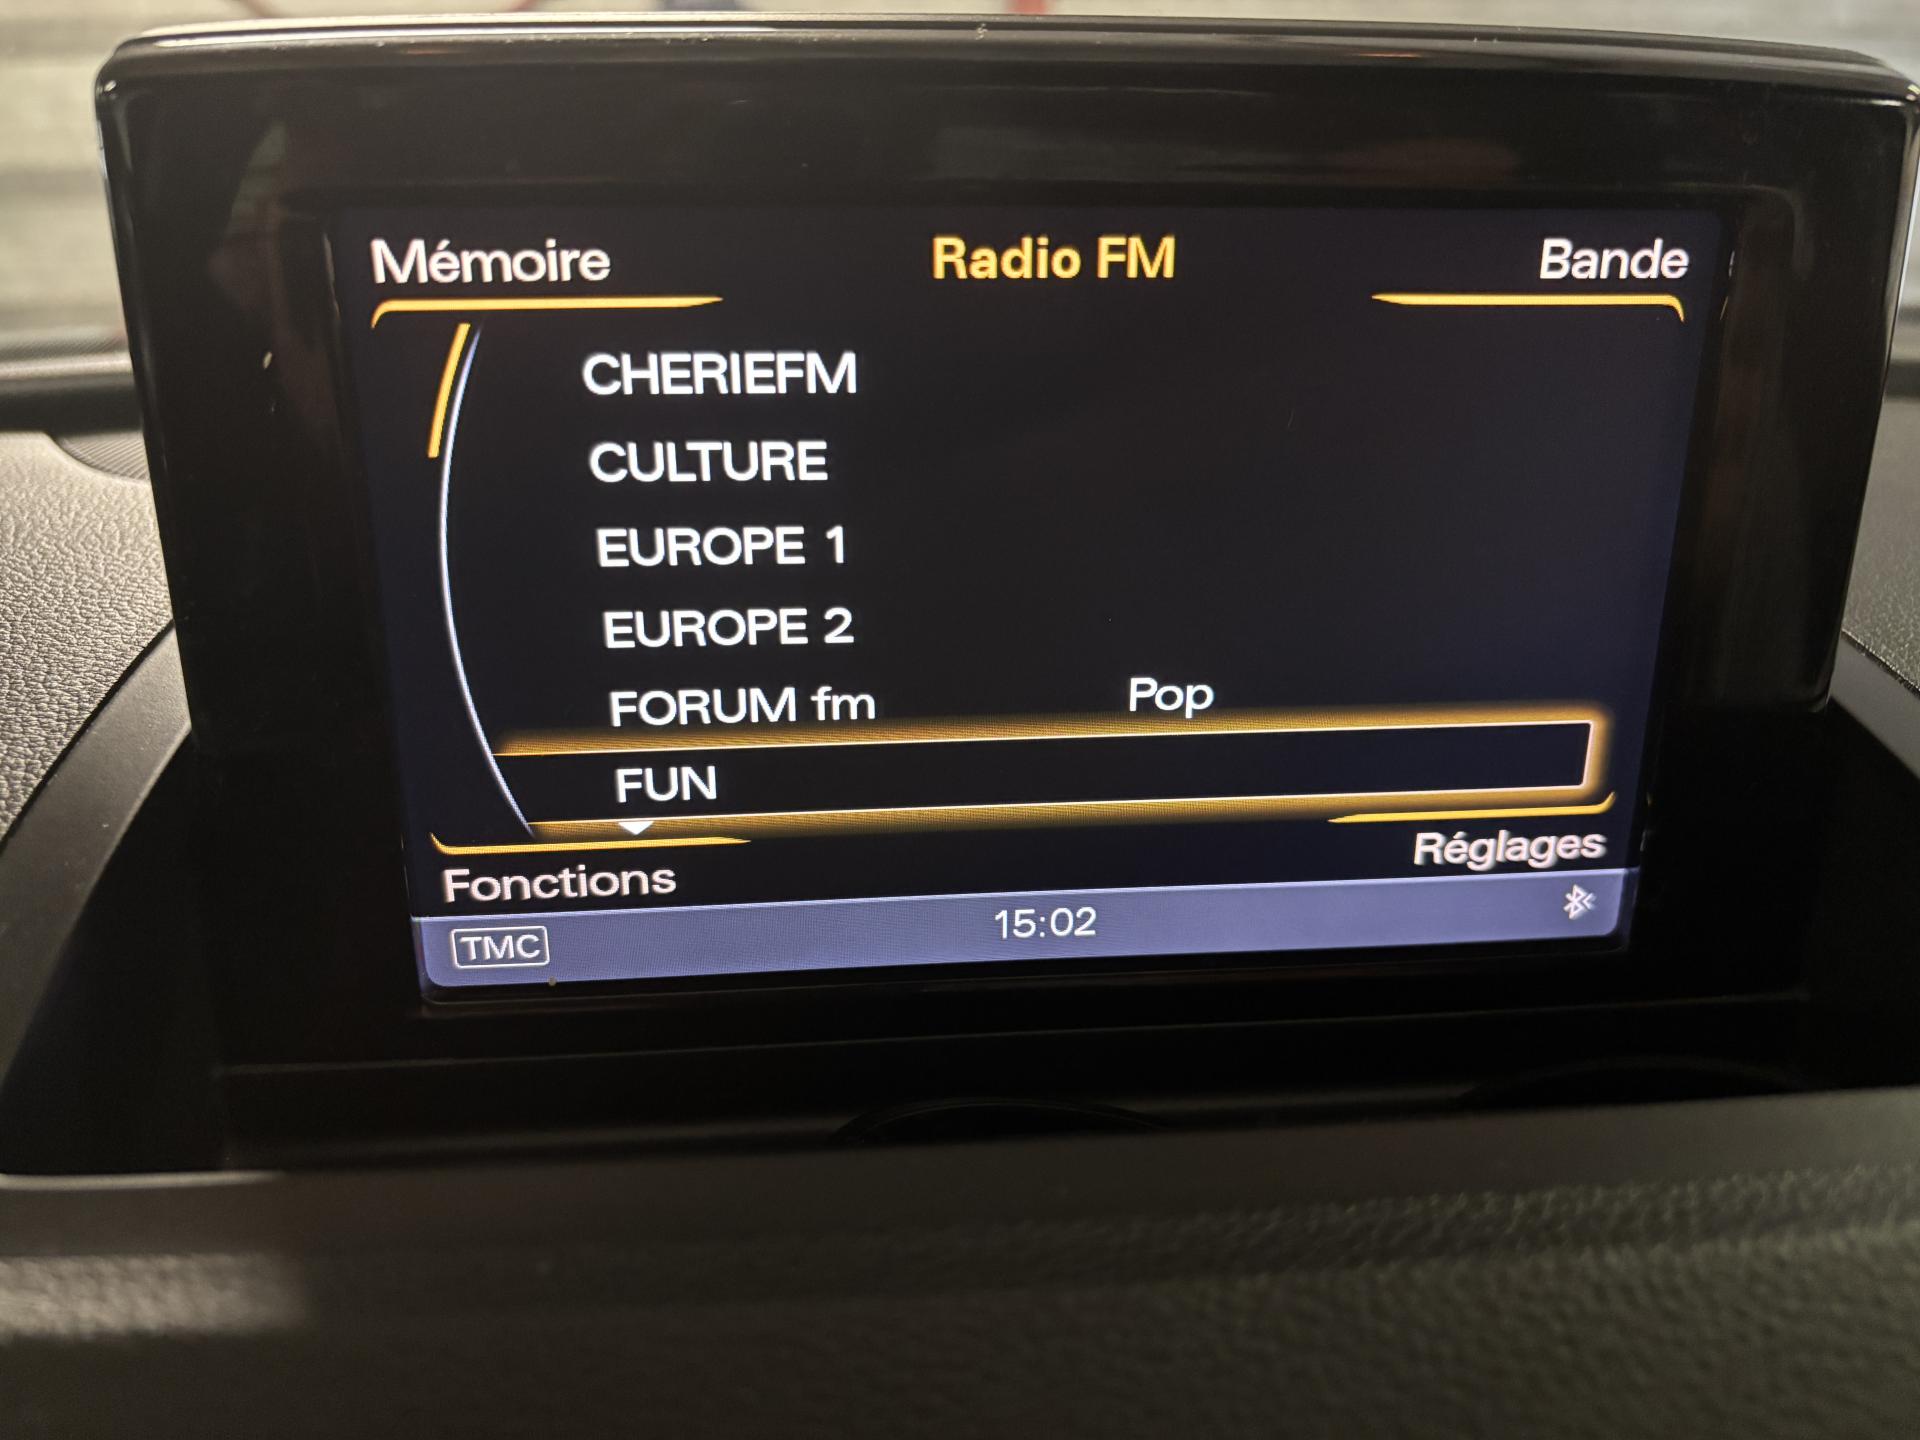 Mémoire Radio FM Bande
CHERIEFM
CULTURE
EUROPE 1
EUROPE 2
FORUM fm Pop
FUN
Fonctions Réglages
TMC 15:02